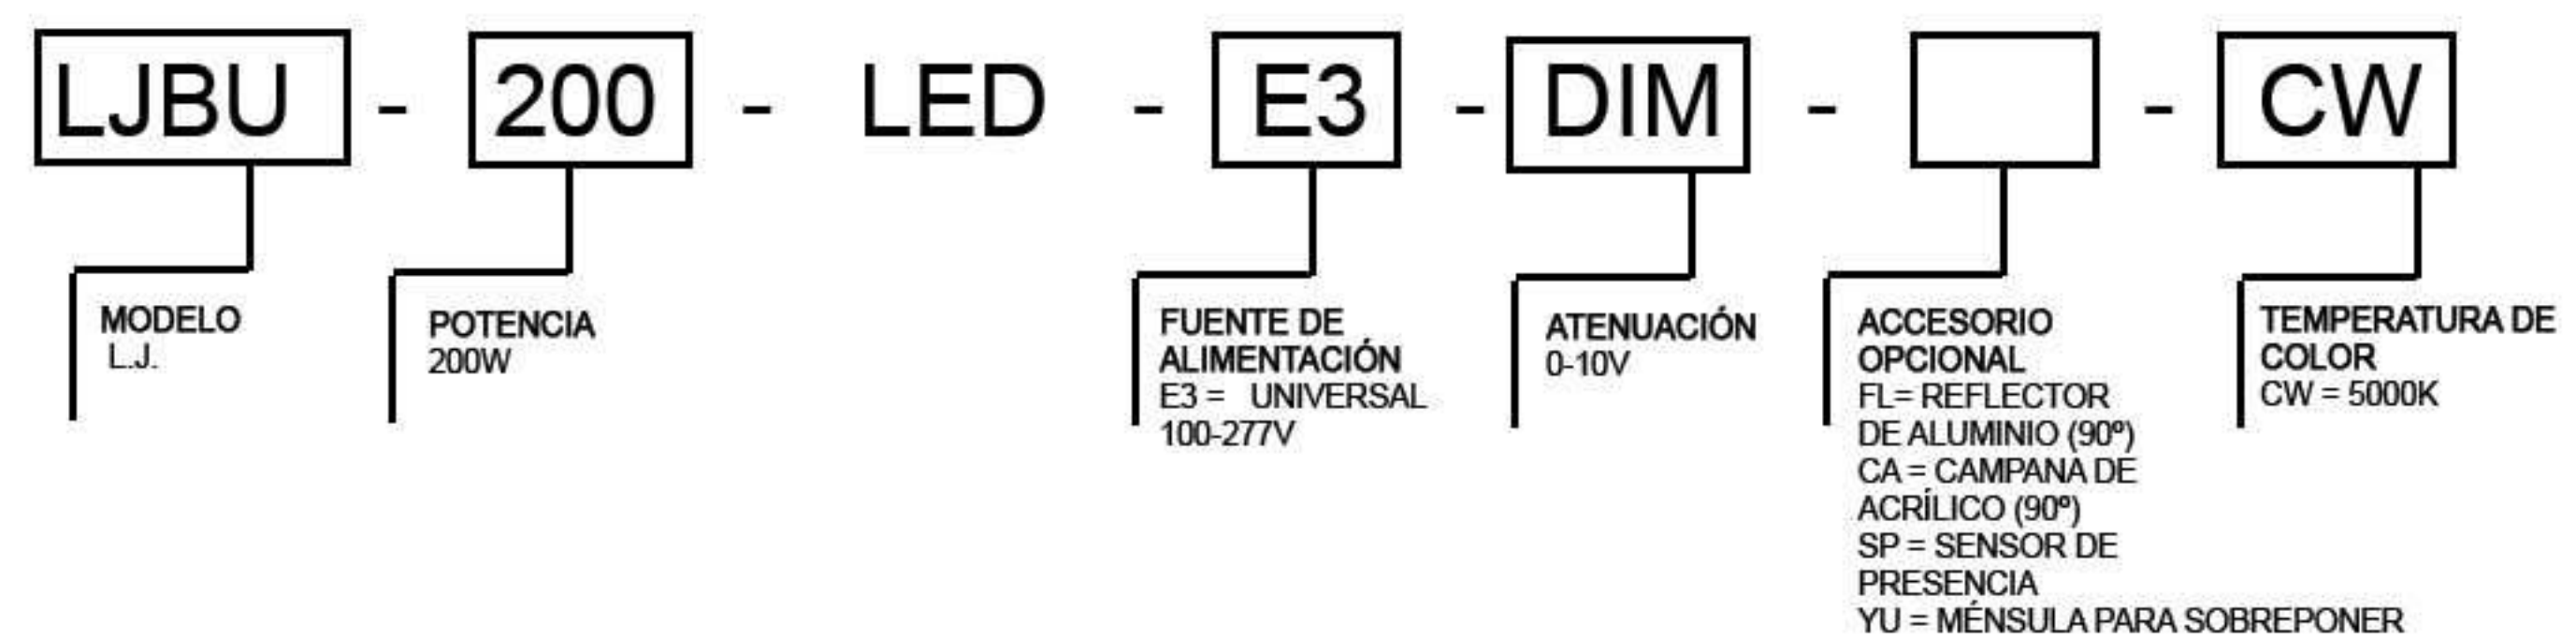 LJBU - 200 - LED - E3 - DIM - - CW
MODELO
L.J.
POTENCIA
200W
FUENTE DE
ALIMENTACIÓN
E3 = UNIVERSAL
100-277V
ATENUACIÓN
0-10V
ACCESORIO
OPCIONAL
FL= REFLECTOR
DE ALUMINIO (90º)
CA = CAMPANA DE
ACRÍLICO (90º)
SP = SENSOR DE
PRESENCIA
YU = MÉNSULA PARA SOBREPONER
TEMPERATURA DE
COLOR
CW = 5000K